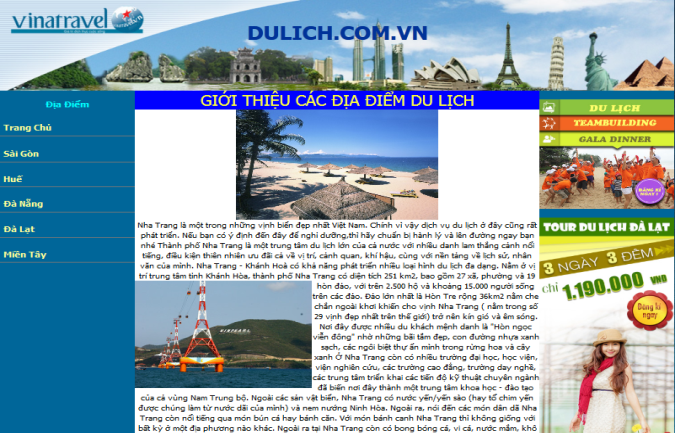 vinatravel
DULICH.COM.VN
Địa Điểm
Trang Chủ
Sài Gòn
Huế
Đà Nẵng
Đà Lạt
Miền Tây
GIỚI THIỆU CÁC ĐỊA ĐIỂM DU LỊCH
Nha Trang là một trong những vịnh biển đẹp nhất Việt Nam. Chính vì vậy dịch vụ du lịch ở đây cũng rất
phát triển. Nếu bạn có ý định đến đây để nghỉ dưỡng,thì hãy chuẩn bị hành lý và lên đường ngay bạn
nhé Thành phố Nha Trang là một trung tâm du lịch lớn của cả nước với nhiều danh lam thắng cảnh nổi
tiếng, điều kiện thiên nhiên ưu đãi cả về vị trí, cảnh quan, khí hậu, cùng với nền tảng về lịch sử, nhân
văn của mình. Nha Trang - Khánh Hoà có khả năng phát triển nhiều loại hình du lịch đa dạng. Nằm ở vị
trí trung tâm tỉnh Khánh Hòa, thành phố Nha Trang có diện tích 251 km2, bao gồm 27 xã, phường và 19
hòn đảo, với trên 2.500 hộ và khoảng 15.000 người sống
trên các đảo. Đảo lớn nhất là Hòn Tre rộng 36km2 nằm che
chắn ngoài khơi khiến cho vịnh Nha Trang ( nằm trong số
29 vịnh đẹp nhất trên thế giới) trở nên kín gió và êm sóng.
Nơi đây được nhiều du khách mệnh danh là "Hòn ngọc
viễn đông" nhờ những bãi tắm đẹp, con đường nhựa xanh
sạch, các ngôi biệt thự ẩn mình trong rừng hoa và cây
xanh Ở Nha Trang còn có nhiều trường đại học, học viện,
viện nghiên cứu, các trường cao đẳng, trường dạy nghề,
các trung tâm triển khai các tiến độ kỹ thuật chuyên ngành
đã biến nơi đây thành một trung tâm khoa học - đào tạo
của cả vùng Nam Trung bộ. Ngoài các sản vật biển, Nha Trang có nước yến/yến sào (hay tổ chim yến
được chúng làm từ nước dãi của mình) và nem nướng Ninh Hòa. Ngoài ra, nói đến các món dân dã Nha
Trang còn nổi tiếng qua món bún cá hay bánh căn. Với món bánh canh Nha Trang thì không giống với
bất kỳ ở một địa phương nào khác. Ngoài ra tại Nha Trang còn có bong bóng cá, vi cá, nước mắm, khô
VINPEARL
DU LỊCH
TEAMBUILDING
GALA DINNER
ĐĂNG KÍ
NGAY !
TOUR DU LỊCH ĐÀ LẠT
3 NGÀY 3 ĐÊM
chỉ 1.190,000 VND
Đăng kí
ngay